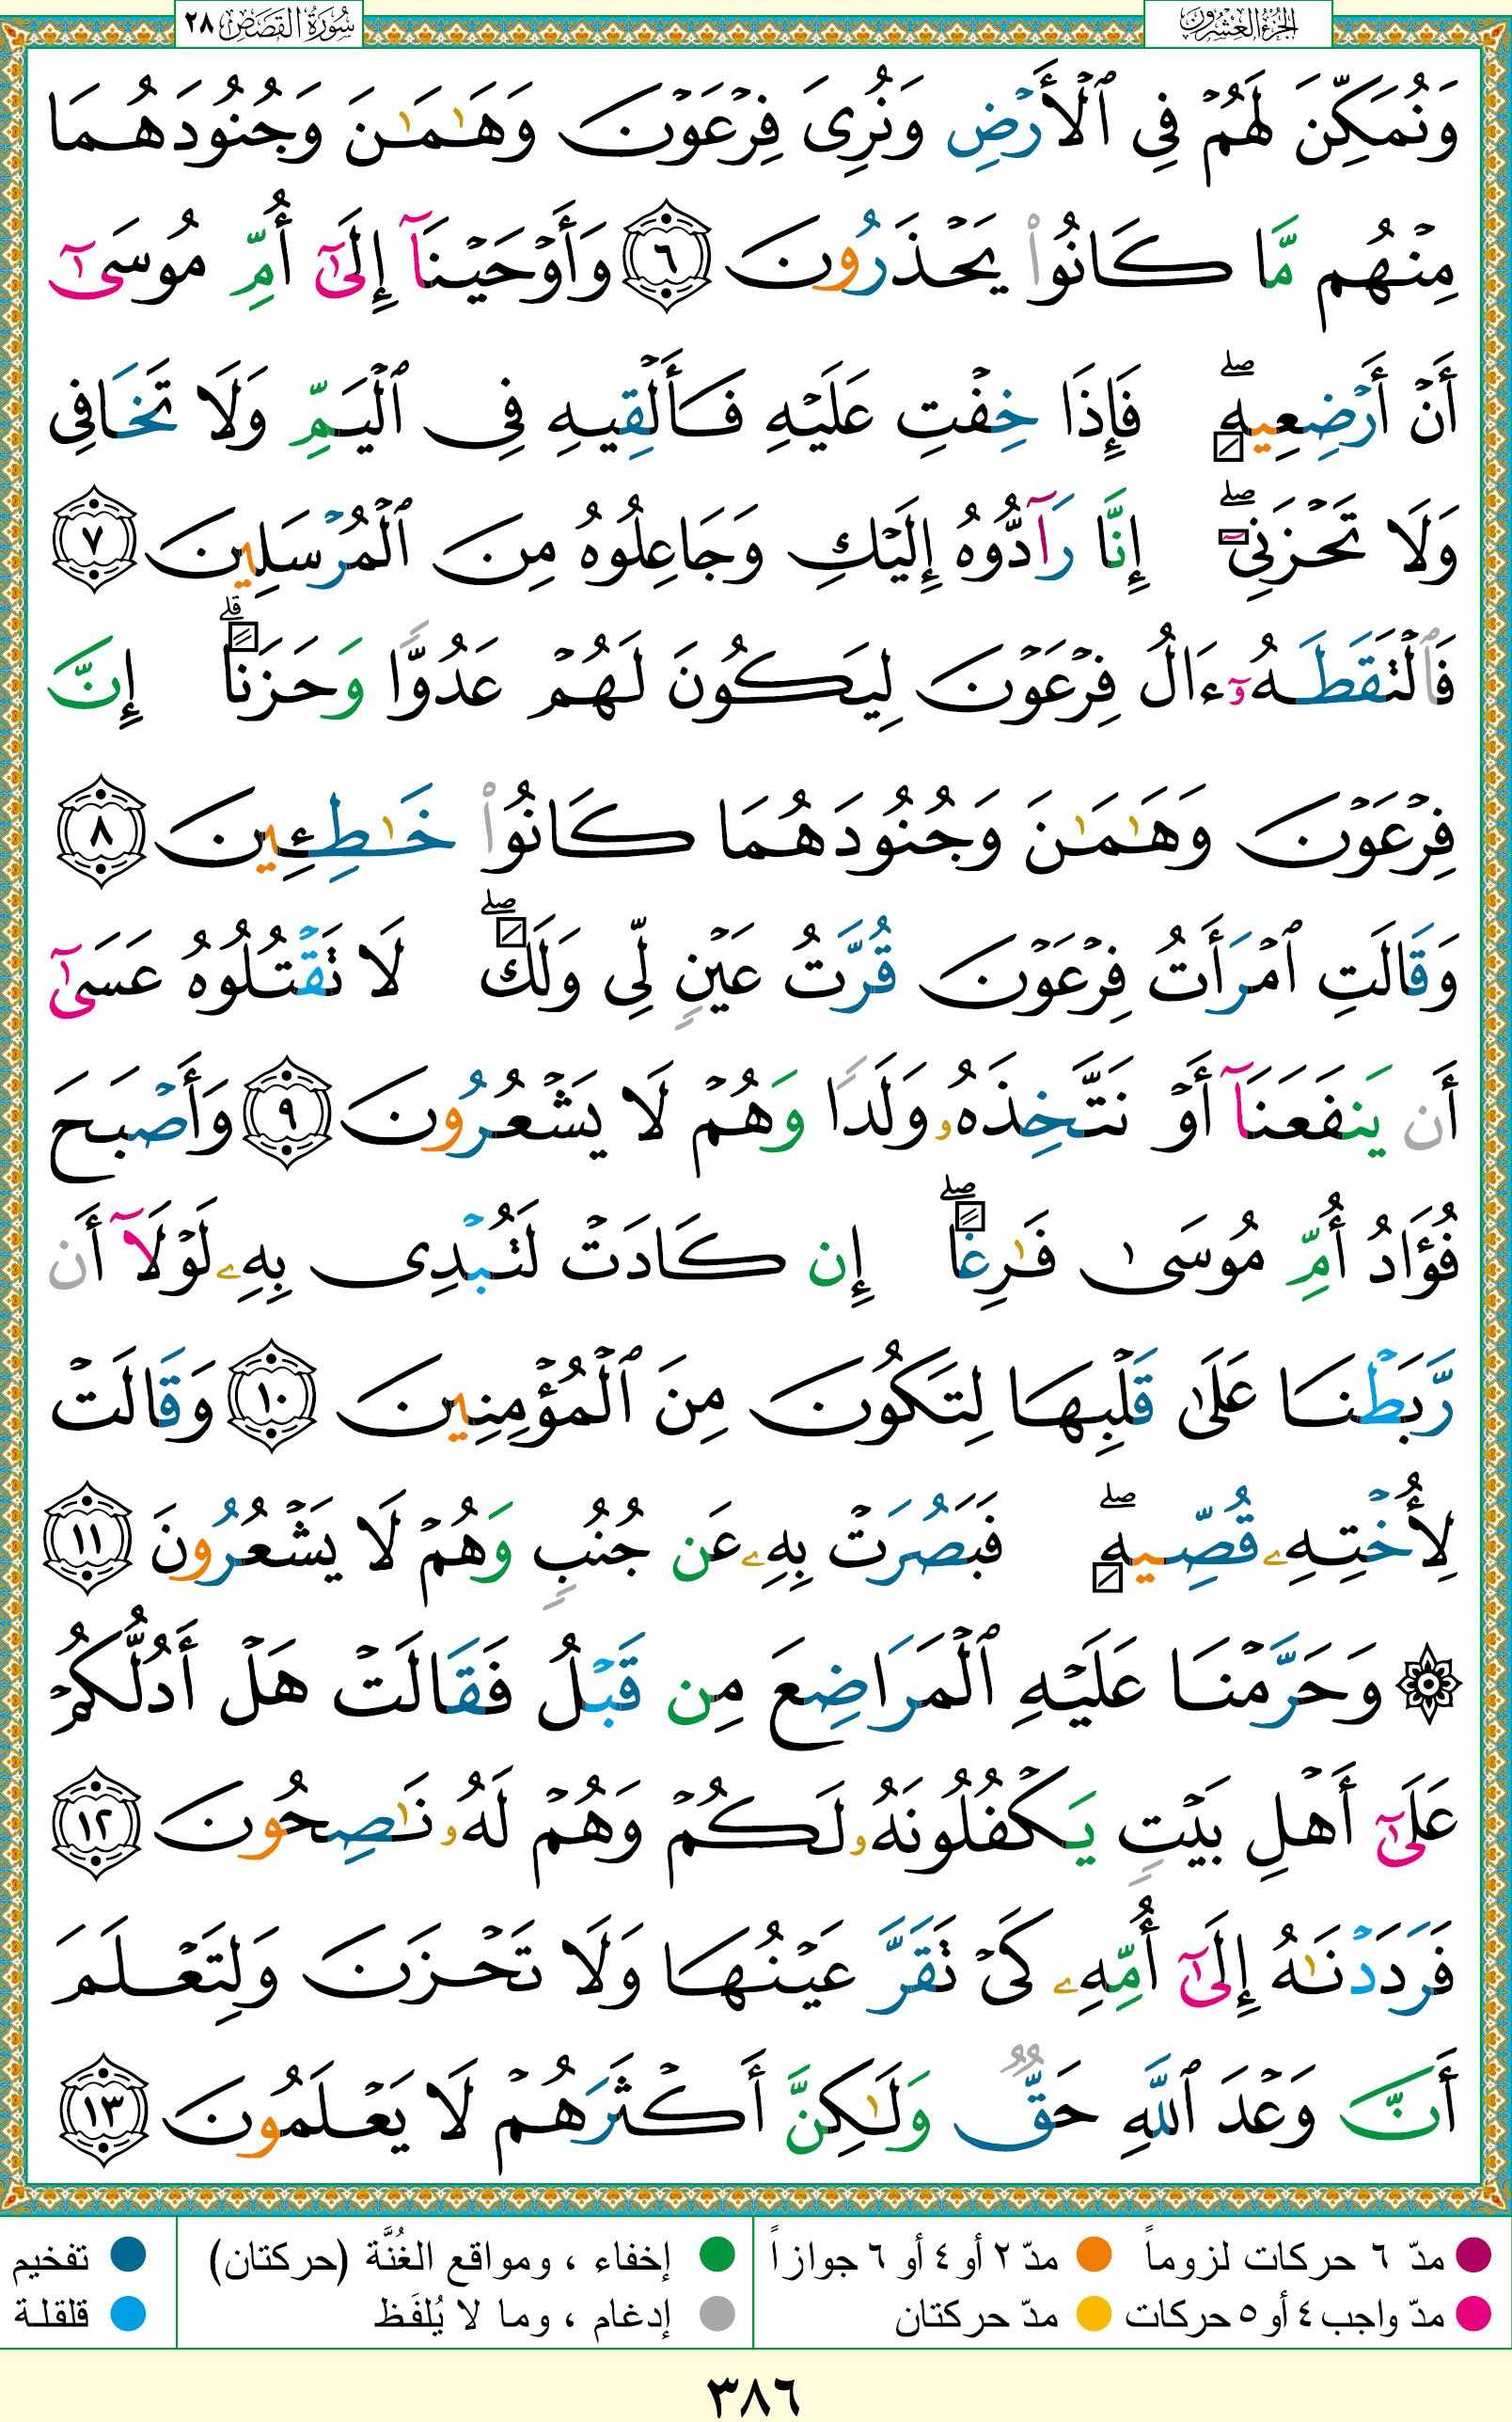 الجزء العشرون
سورة القصص ٢٨
وَنُمَكِّنَ لَهُمْ فِي ٱلْأَرْضِ وَنُرِيَ فِرْعَوْنَ وَهَـٰمَـٰنَ وَجُنُودَهُمَا
مِنْهُم مَّا كَانُوا۟ يَحْذَرُونَ ٦ وَأَوْحَيْنَآ إِلَىٰٓ أُمِّ مُوسَىٰٓ
أَنْ أَرْضِعِيهِ ۖ فَإِذَا خِفْتِ عَلَيْهِ فَأَلْقِيهِ فِي ٱلْيَمِّ وَلَا تَخَافِي
وَلَا تَحْزَنِيٓ ۖ إِنَّا رَآدُّوهُ إِلَيْكِ وَجَاعِلُوهُ مِنَ ٱلْمُرْسَلِينَ ٧
فَٱلْتَقَطَهُۥٓ ءَالُ فِرْعَوْنَ لِيَكُونَ لَهُمْ عَدُوًّا وَحَزَنًا ۗ إِنَّ
فِرْعَوْنَ وَهَـٰمَـٰنَ وَجُنُودَهُمَا كَانُوا۟ خَـٰطِـِٔينَ ٨
وَقَالَتِ ٱمْرَأَتُ فِرْعَوْنَ قُرَّتُ عَيْنٍ لِّي وَلَكَ ۖ لَا تَقْتُلُوهُ عَسَىٰٓ
أَن يَنفَعَنَآ أَوْ نَتَّخِذَهُۥ وَلَدًا وَهُمْ لَا يَشْعُرُونَ ٩ وَأَصْبَحَ
فُؤَادُ أُمِّ مُوسَىٰ فَـٰرِغًا ۖ إِن كَادَتْ لَتُبْدِي بِهِۦ لَوْلَآ أَن
رَّبَطْنَا عَلَىٰ قَلْبِهَا لِتَكُونَ مِنَ ٱلْمُؤْمِنِينَ ١٠ وَقَالَتْ
لِأُخْتِهِۦ قُصِّيهِ ۖ فَبَصُرَتْ بِهِۦ عَن جُنُبٍ وَهُمْ لَا يَشْعُرُونَ ١١
۞ وَحَرَّمْنَا عَلَيْهِ ٱلْمَرَاضِعَ مِن قَبْلُ فَقَالَتْ هَلْ أَدُلُّكُمْ
عَلَىٰٓ أَهْلِ بَيْتٍ يَكْفُلُونَهُۥ لَكُمْ وَهُمْ لَهُۥ نَـٰصِحُونَ ١٢
فَرَدَدْنَـٰهُ إِلَىٰٓ أُمِّهِۦ كَيْ تَقَرَّ عَيْنُهَا وَلَا تَحْزَنَ وَلِتَعْلَمَ
أَنَّ وَعْدَ ٱللَّهِ حَقٌّ وَلَـٰكِنَّ أَكْثَرَهُمْ لَا يَعْلَمُونَ ١٣
مدّ ٦ حركات لزوماً مدّ ٢ أو ٤ أو ٦ جوازاً إخفاء ، ومواقع الغُنَّة (حركتان) تفخيم
مدّ واجب ٤ أو ٥ حركات مدّ حركتان إدغام ، وما لا يُلفَظ قلقلة
٣٨٦